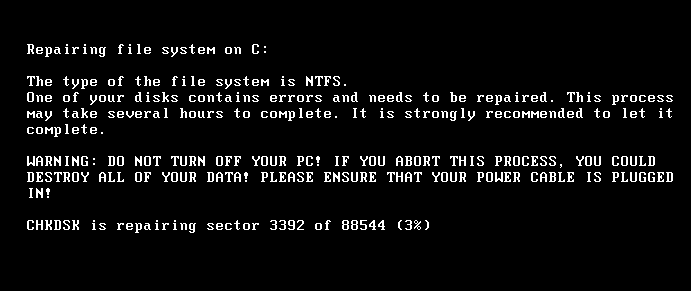 Repairing file system on C:
The type of the file system is NTFS.
One of your disks contains errors and needs to be repaired. This process
may take several hours to complete. It is strongly recommended to let it
complete.
WARNING: DO NOT TURN OFF YOUR PC! IF YOU ABORT THIS PROCESS, YOU COULD
DESTROY ALL OF YOUR DATA! PLEASE ENSURE THAT YOUR POWER CABLE IS PLUGGED
IN!
CHKDSK is repairing sector 3392 of 88544 (3%)